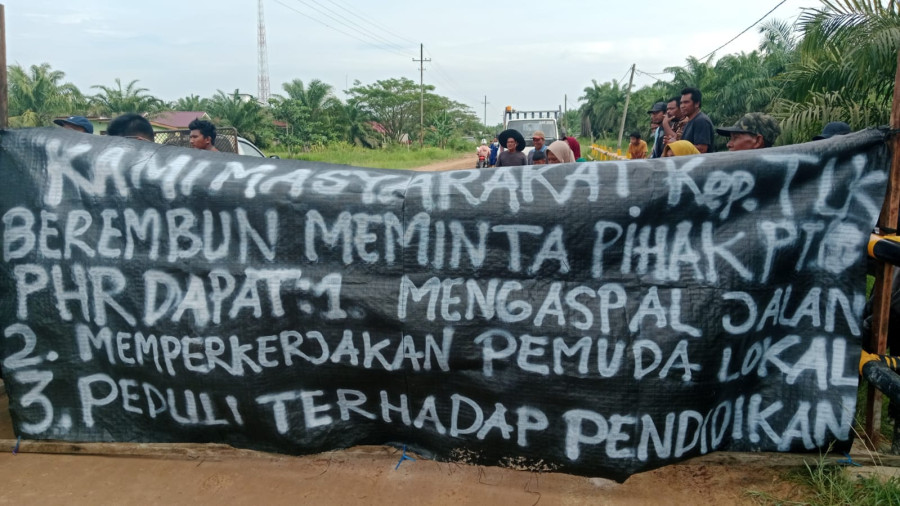 KAMI MASYARAKAT Kep. TLK
BEREMBUN MEMINTA PIHAK PT
PHR DAPAT:1. MENGASPAL JALAN
2. MEMPERKERJAKAN PEMUDA LOKAL
3. PEDULI TERHADAP PENDIDIKAN